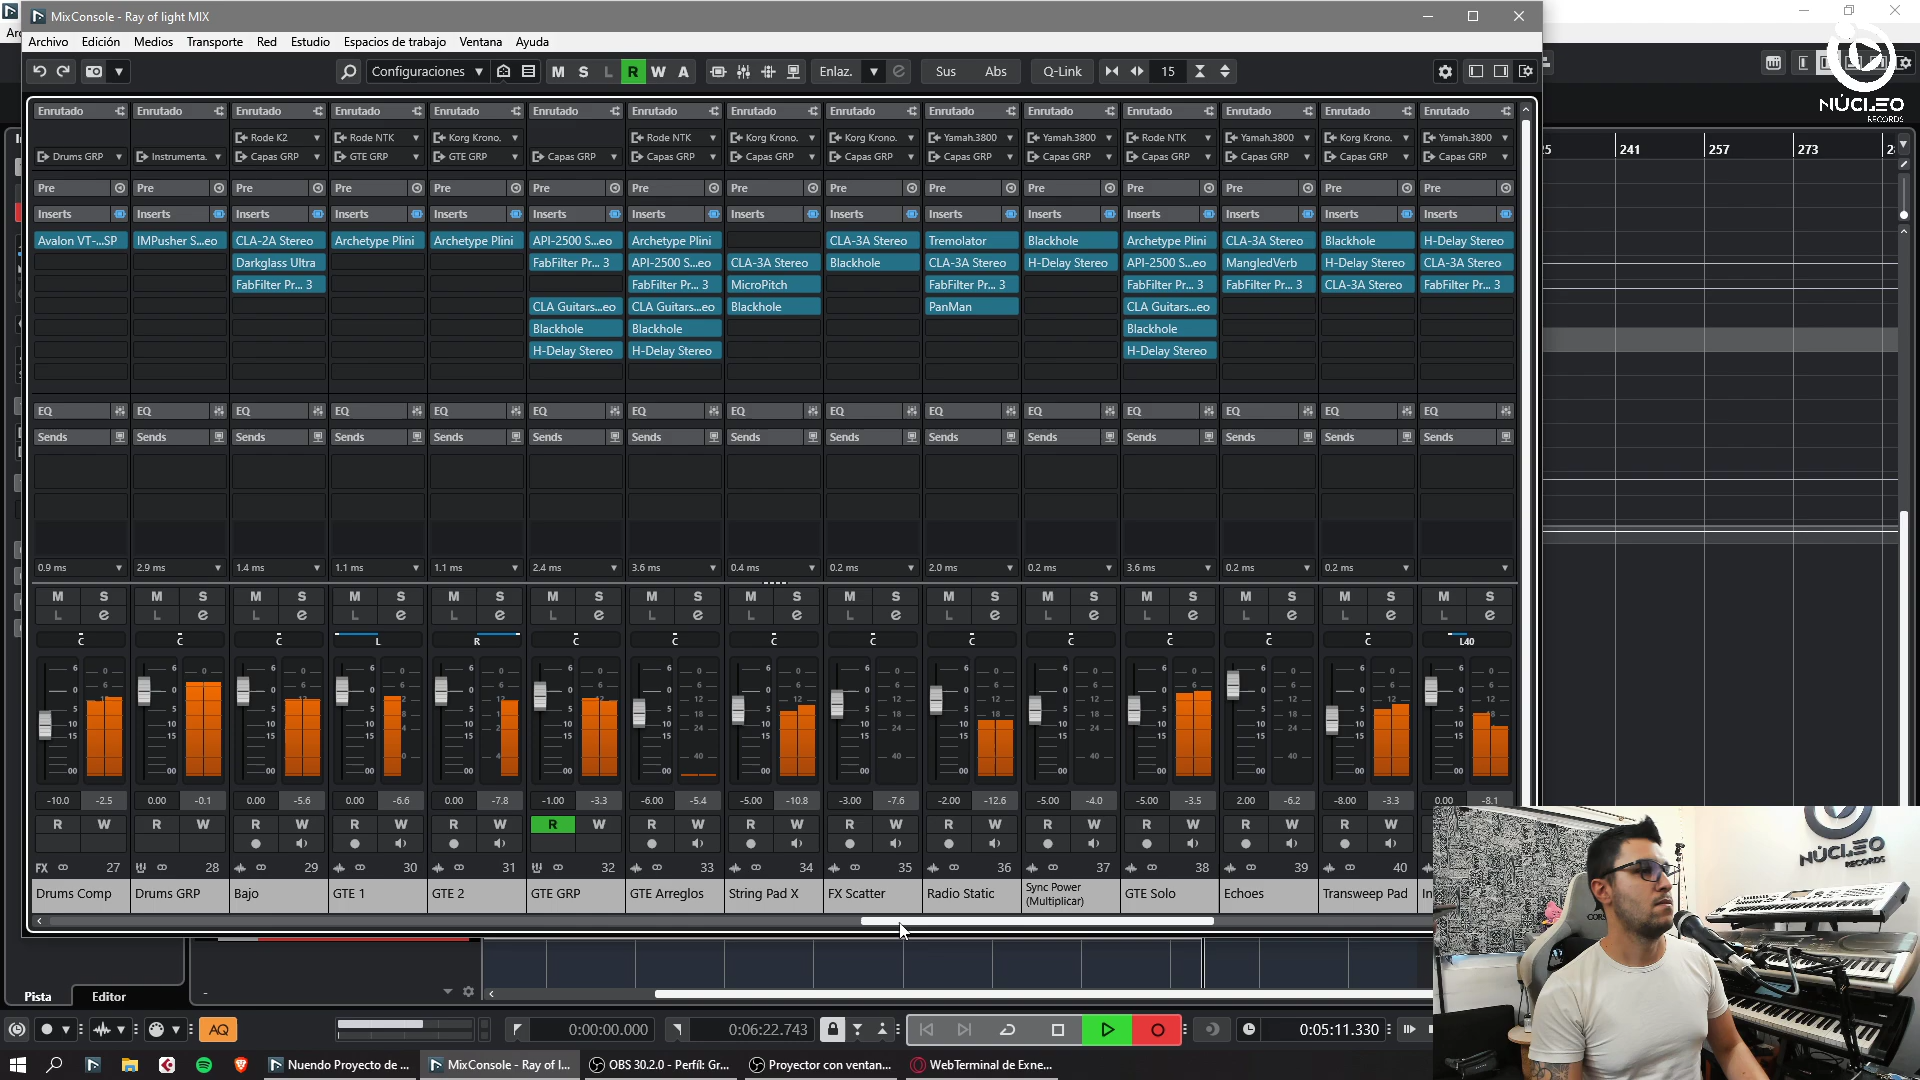 MixConsole - Ray of light MIX
Archivo Edición Medios Transporte Red Estudio Espacios de trabajo Ventana Ayuda
Configuraciones M S L R W A Enlaz. Sus Abs Q-Link 15
NÚCLEO
RECORDS
Enrutado Enrutado Enrutado Enrutado Enrutado Enrutado Enrutado Enrutado Enrutado Enrutado Enrutado Enrutado Enrutado Enrutado Enrutado
Rode K2 Rode NTK Korg Krono. Rode NTK Korg Krono. Korg Krono. Yamah.3800 Yamah.3800 Rode NTK Yamah.3800 Korg Krono. Yamah.3800
Drums GRP Instrumenta. Capas GRP GTE GRP GTE GRP Capas GRP Capas GRP Capas GRP Capas GRP Capas GRP Capas GRP Capas GRP Capas GRP Capas GRP Capas GRP
241 257 273
Pre Pre Pre Pre Pre Pre Pre Pre Pre Pre Pre Pre Pre Pre Pre
Inserts Inserts Inserts Inserts Inserts Inserts Inserts Inserts Inserts Inserts Inserts Inserts Inserts Inserts Inserts
Avalon VT-...SP IMPusher S...eo CLA-2A Stereo Archetype Plini Archetype Plini API-2500 S...eo Archetype Plini CLA-3A Stereo Tremolator Blackhole Archetype Plini CLA-3A Stereo Blackhole H-Delay Stereo
Darkglass Ultra FabFilter Pr... 3 API-2500 S...eo CLA-3A Stereo Blackhole CLA-3A Stereo H-Delay Stereo API-2500 S...eo MangledVerb H-Delay Stereo CLA-3A Stereo
FabFilter Pr... 3 FabFilter Pr... 3 MicroPitch FabFilter Pr... 3 FabFilter Pr... 3 FabFilter Pr... 3 CLA-3A Stereo FabFilter Pr... 3
CLA Guitars...eo CLA Guitars...eo Blackhole PanMan CLA Guitars...eo
Blackhole Blackhole Blackhole
H-Delay Stereo H-Delay Stereo H-Delay Stereo
EQ EQ EQ EQ EQ EQ EQ EQ EQ EQ EQ EQ EQ EQ EQ
Sends Sends Sends Sends Sends Sends Sends Sends Sends Sends Sends Sends Sends Sends Sends
0.9 ms 2.9 ms 1.4 ms 1.1 ms 1.1 ms 2.4 ms 3.6 ms 0.4 ms 0.2 ms 2.0 ms 0.2 ms 3.6 ms 0.2 ms 0.2 ms
M S M S M S M S M S M S M S M S M S M S M S M S M S M S M S
L e L e L e L e L e L e L e L e L e L e L e L e L e L e L e
C C C L R C C C C C C C C C L40
-10.0 -2.5 0.00 -0.1 0.00 -5.6 0.00 -6.6 0.00 -7.8 -1.00 -3.3 -6.00 -5.4 -5.00 -10.8 -3.00 -7.6 -2.00 -12.6 -5.00 -4.0 -5.00 -3.5 2.00 -6.2 -8.00 -3.3 0.00 -8.1
R W R W R W R W R W R W R W R W R W R W R W R W R W R W
FX 27 28 29 30 31 32 33 34 35 36 37 38 39 40
Drums Comp Drums GRP Bajo GTE 1 GTE 2 GTE GRP GTE Arreglos String Pad X FX Scatter Radio Static Sync Power (Multiplicar) GTE Solo Echoes Transweep Pad
NÚCLEO
RECORDS
Pista Editor
AQ 0:00:00.000 0:06:22.743 0:05:11.330
Nuendo Proyecto de ... MixConsole - Ray of l... OBS 30.2.0 - Perfil: Gr... Proyector con ventan... WebTerminal de Exne...